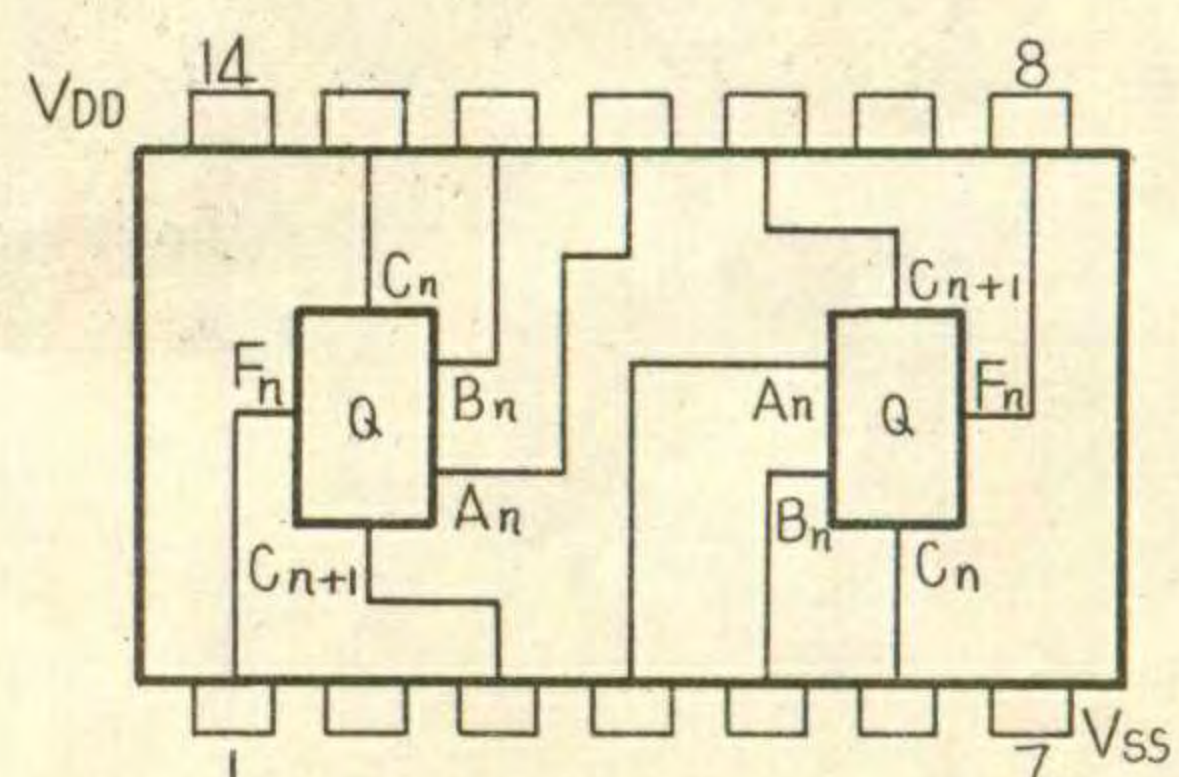 14 8
VDD
Cn Cn+1
Fn Q Bn An Q Fn
An Bn
Cn+1 Cn
1 7 VSS